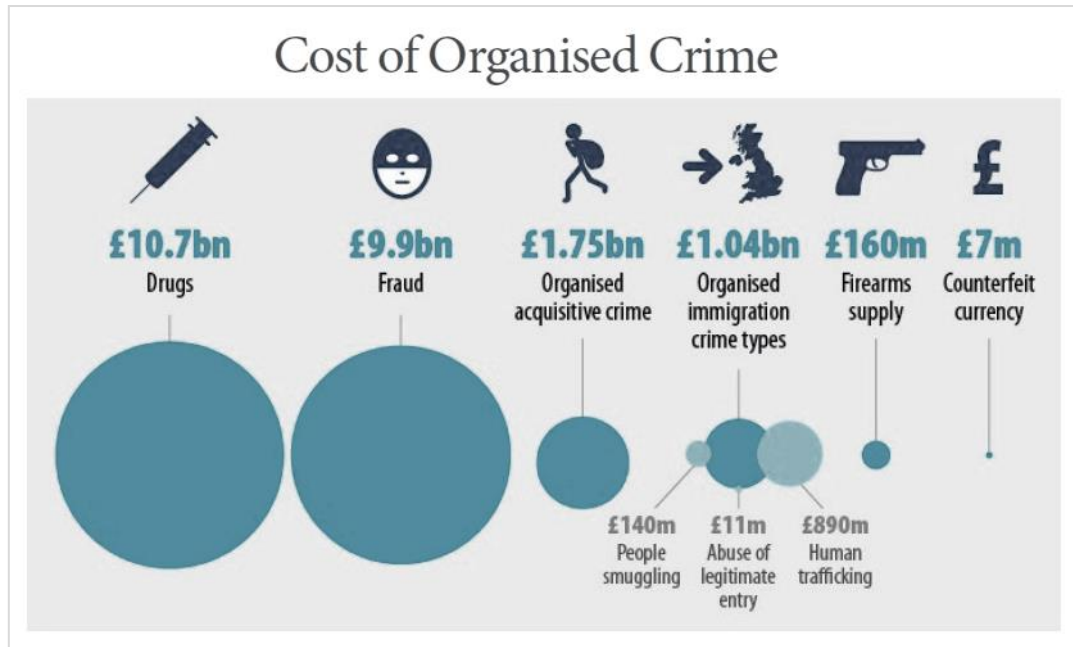 Cost of Organised Crime
£10.7bn
Drugs
£9.9bn
Fraud
£1.75bn
Organised
acquisitive crime
£1.04bn
Organised
immigration
crime types
£160m
Firearms
supply
£
£7m
Counterfeit
currency
£140m
People
smuggling
£11m
Abuse of
legitimate
entry
£890m
Human
trafficking